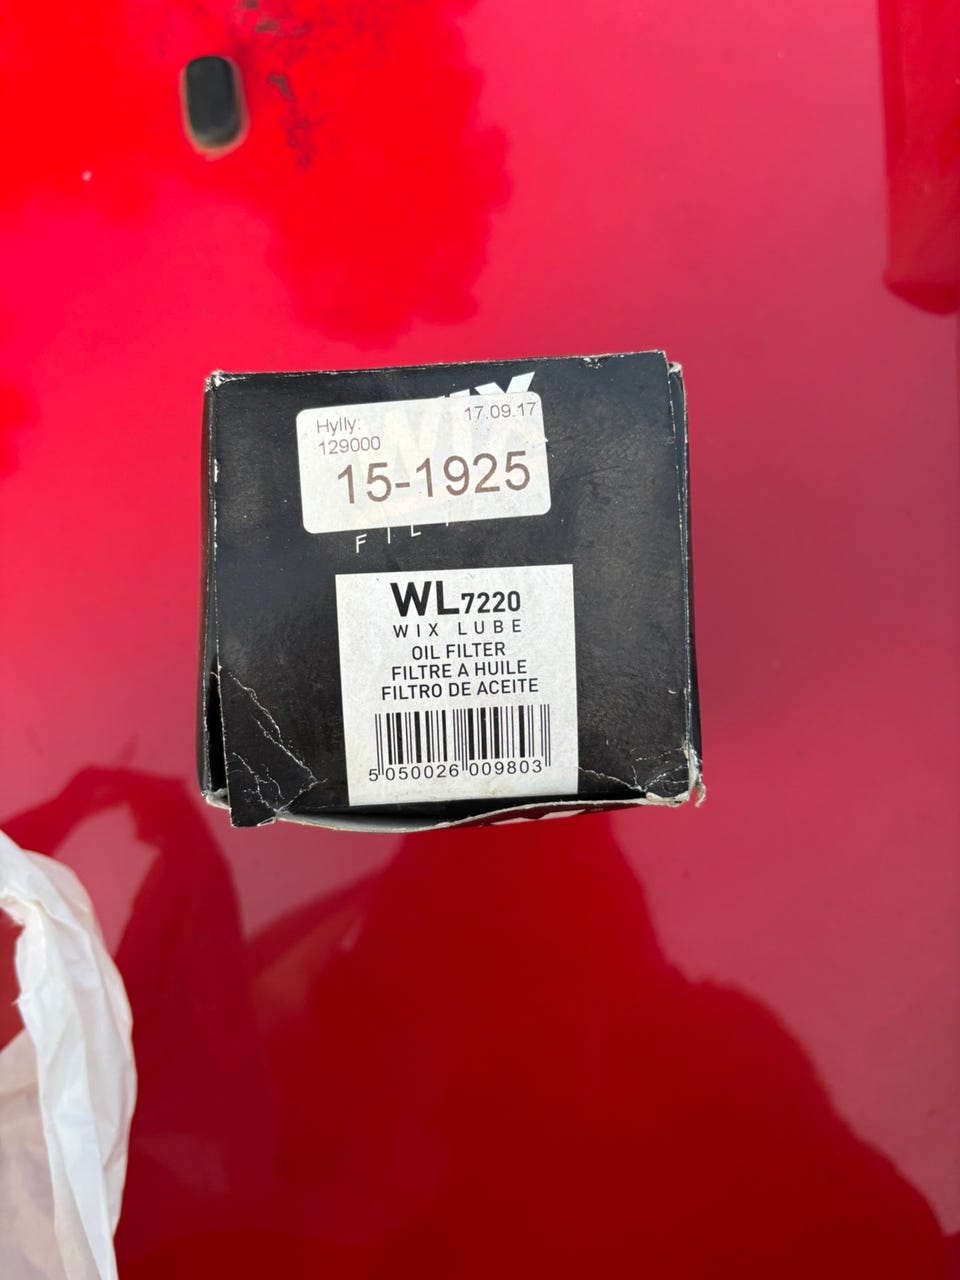 WIX
Hylly: 17.09.17
129000
15-1925
WL7220
WIX LUBE
OIL FILTER
FILTRE A HUILE
FILTRO DE ACEITE
5 050026 009803